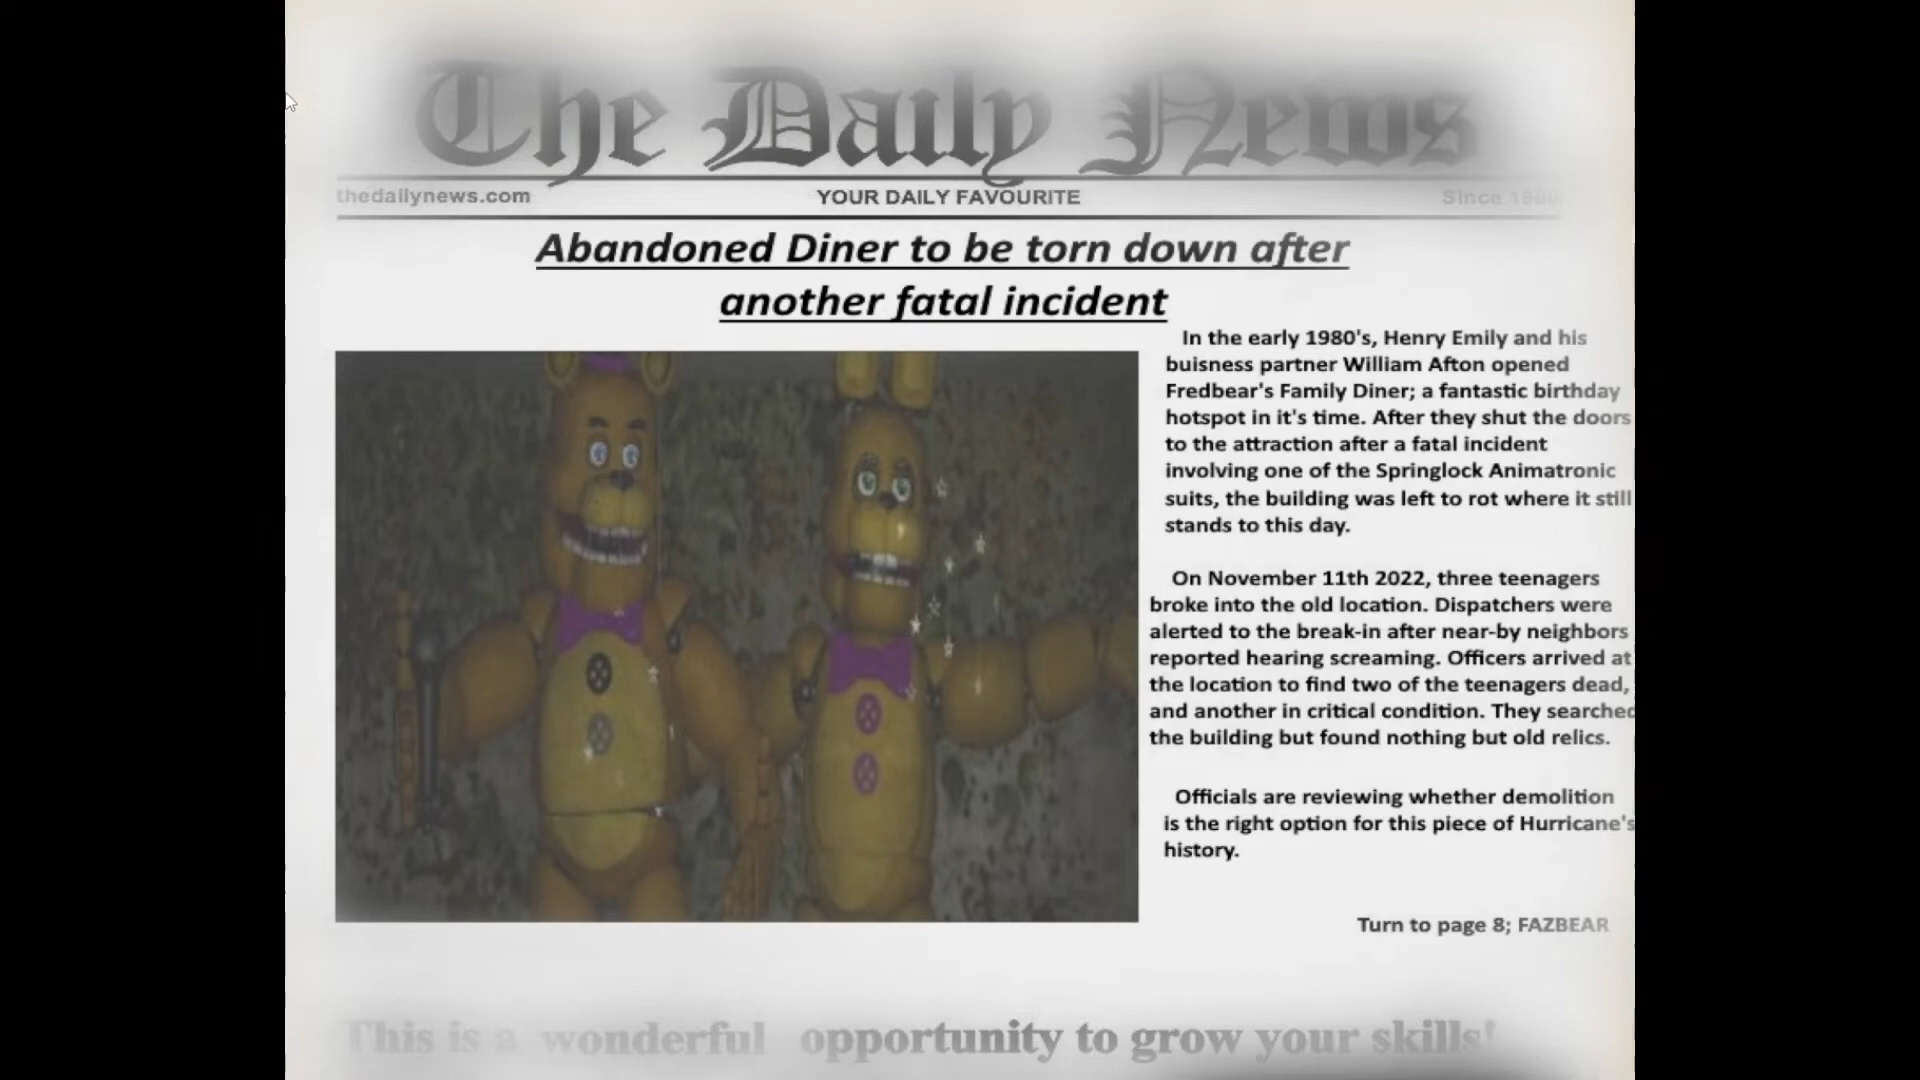 The Daily News
thedailynews.com YOUR DAILY FAVOURITE Since 1980
Abandoned Diner to be torn down after
another fatal incident
In the early 1980's, Henry Emily and his
buisness partner William Afton opened
Fredbear's Family Diner; a fantastic birthday
hotspot in it's time. After they shut the doors
to the attraction after a fatal incident
involving one of the Springlock Animatronic
suits, the building was left to rot where it still
stands to this day.
On November 11th 2022, three teenagers
broke into the old location. Dispatchers were
alerted to the break-in after near-by neighbors
reported hearing screaming. Officers arrived at
the location to find two of the teenagers dead,
and another in critical condition. They searched
the building but found nothing but old relics.
Officials are reviewing whether demolition
is the right option for this piece of Hurricane's
history.
Turn to page 8; FAZBEAR
This is a wonderful opportunity to grow your skills!